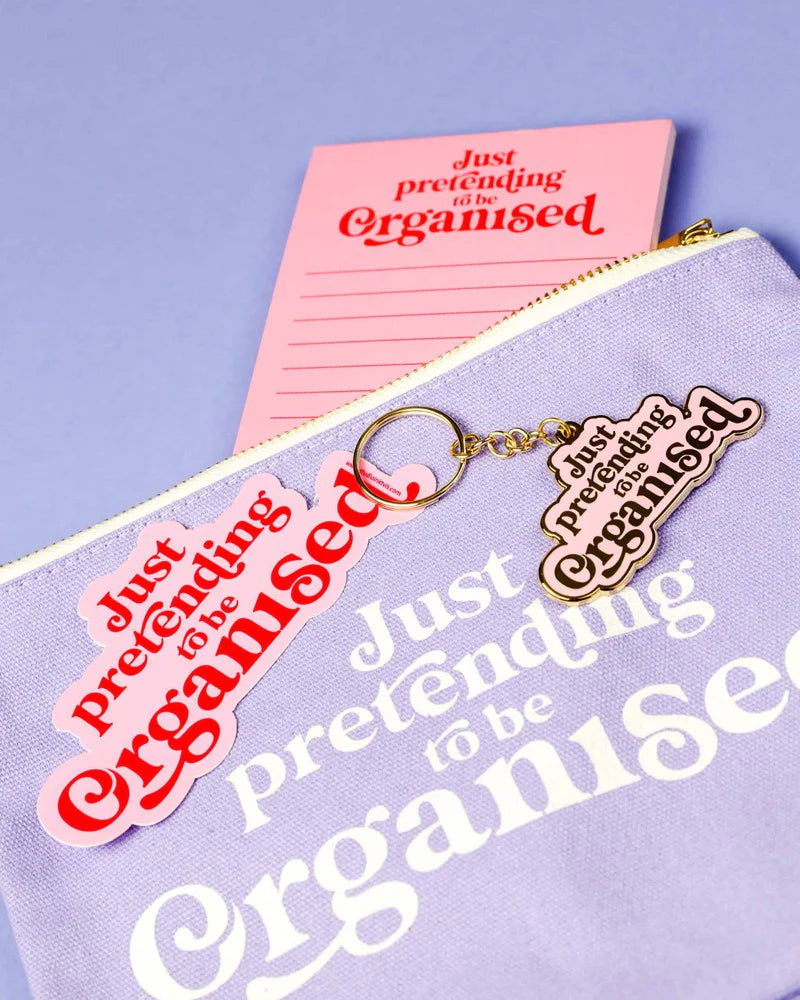 Just
pretending
to be
Organised
Just
pretending
to be
Organised
Just
pretending
to be
Organised
Just
pretending
to be
Organise